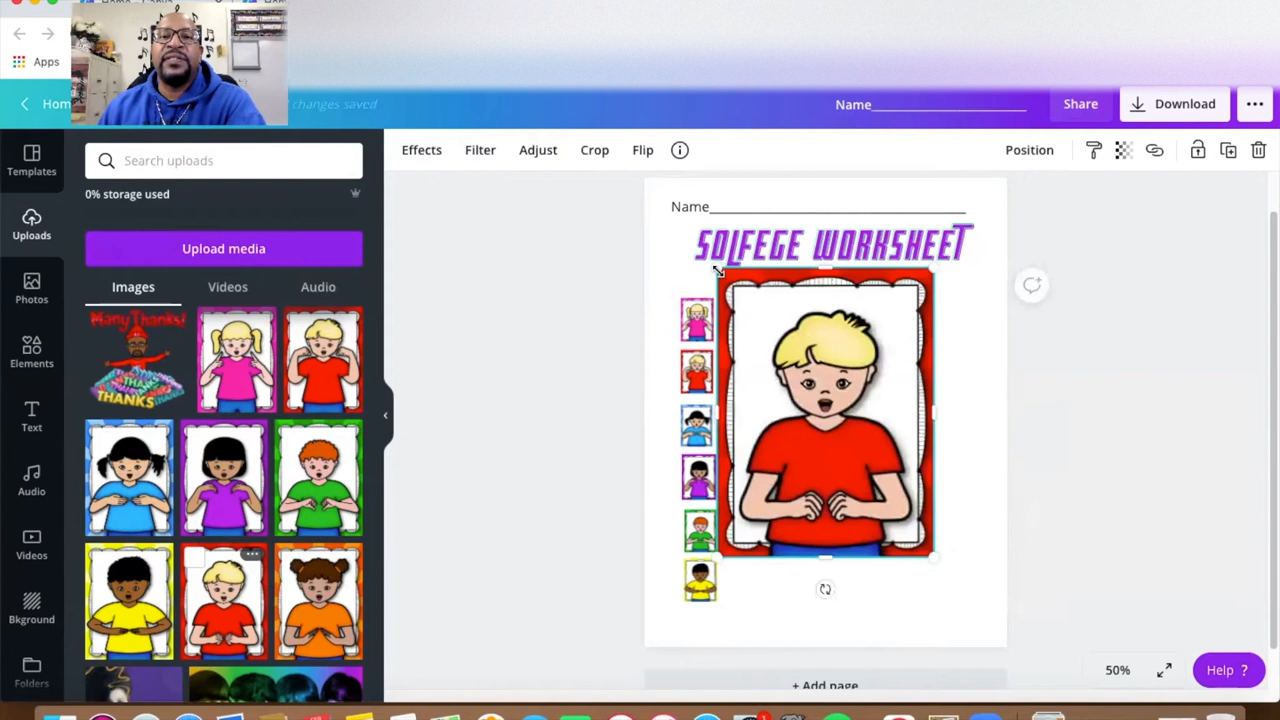 Apps
Home
changes saved
Name
Share
Download
Templates
Uploads
Photos
Elements
Text
Audio
Videos
Bkground
Folders
Search uploads
0% storage used
Upload media
Images
Videos
Audio
Many Thanks!
THANKS
Effects
Filter
Adjust
Crop
Flip
Position
Name
SOLFEGE WORKSHEET
+ Add page
50%
Help ?